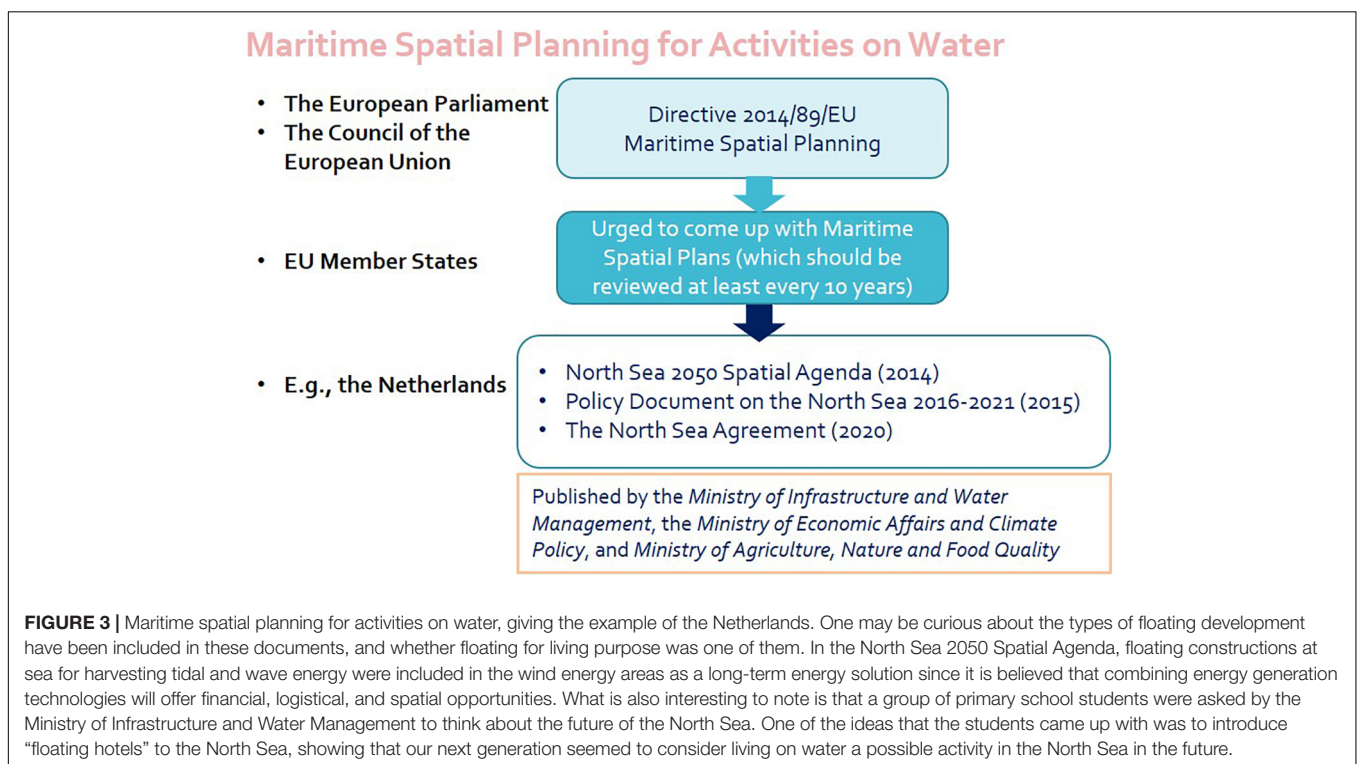 Maritime Spatial Planning for Activities on Water
• The European Parliament
• The Council of the
European Union
Directive 2014/89/EU
Maritime Spatial Planning
• EU Member States
Urged to come up with Maritime
Spatial Plans (which should be
reviewed at least every 10 years)
• E.g., the Netherlands
• North Sea 2050 Spatial Agenda (2014)
• Policy Document on the North Sea 2016-2021 (2015)
• The North Sea Agreement (2020)
Published by the Ministry of Infrastructure and Water
Management, the Ministry of Economic Affairs and Climate
Policy, and Ministry of Agriculture, Nature and Food Quality
FIGURE 3 | Maritime spatial planning for activities on water, giving the example of the Netherlands. One may be curious about the types of floating development
have been included in these documents, and whether floating for living purpose was one of them. In the North Sea 2050 Spatial Agenda, floating constructions at
sea for harvesting tidal and wave energy were included in the wind energy areas as a long-term energy solution since it is believed that combining energy generation
technologies will offer financial, logistical, and spatial opportunities. What is also interesting to note is that a group of primary school students were asked by the
Ministry of Infrastructure and Water Management to think about the future of the North Sea. One of the ideas that the students came up with was to introduce
“floating hotels” to the North Sea, showing that our next generation seemed to consider living on water a possible activity in the North Sea in the future.